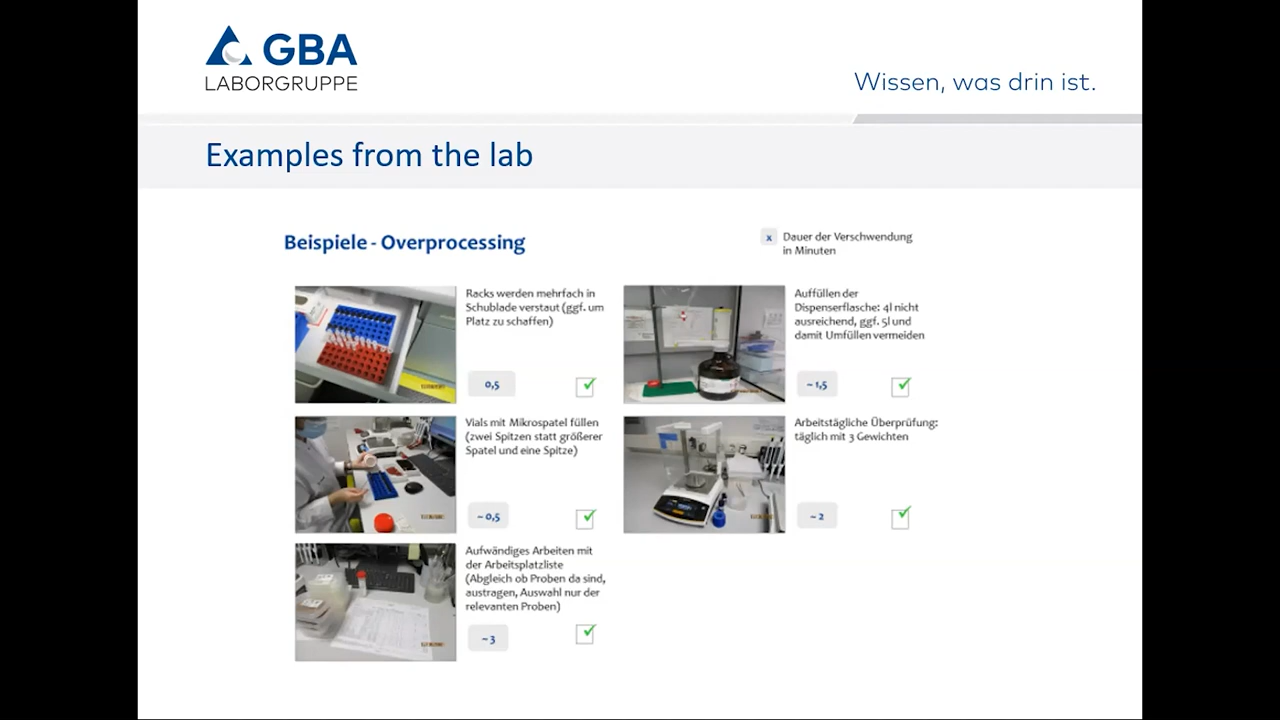 GBA
LABORGRUPPE
Wissen, was drin ist.
Examples from the lab
Beispiele - Overprocessing
x
Dauer der Verschwendung
in Minuten
Racks werden mehrfach in
Schublade verstaut (ggf. um
Platz zu schaffen)
0,5
Auffüllen der
Dispenserflasche: 4l nicht
ausreichend, ggf. 5l und
damit Umfüllen vermeiden
~ 1,5
Vials mit Mikrospatel füllen
(zwei Spitzen statt größerer
Spatel und eine Spitze)
~ 0,5
Arbeitstägliche Überprüfung:
täglich mit 3 Gewichten
~ 2
Aufwändiges Arbeiten mit
der Arbeitsplatzliste
(Abgleich ob Proben da sind,
austragen, Auswahl nur der
relevanten Proben)
~ 3